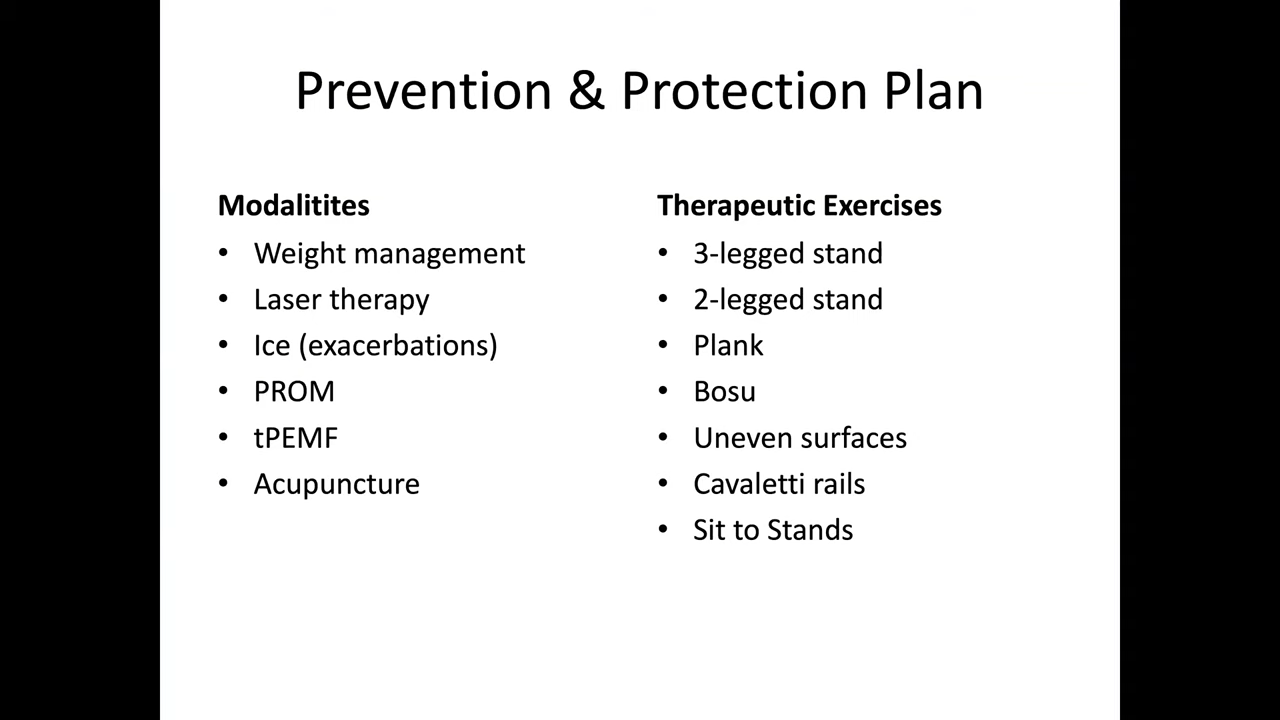 Prevention & Protection Plan
Modalitites
• Weight management
• Laser therapy
• Ice (exacerbations)
• PROM
• tPEMF
• Acupuncture
Therapeutic Exercises
• 3-legged stand
• 2-legged stand
• Plank
• Bosu
• Uneven surfaces
• Cavaletti rails
• Sit to Stands